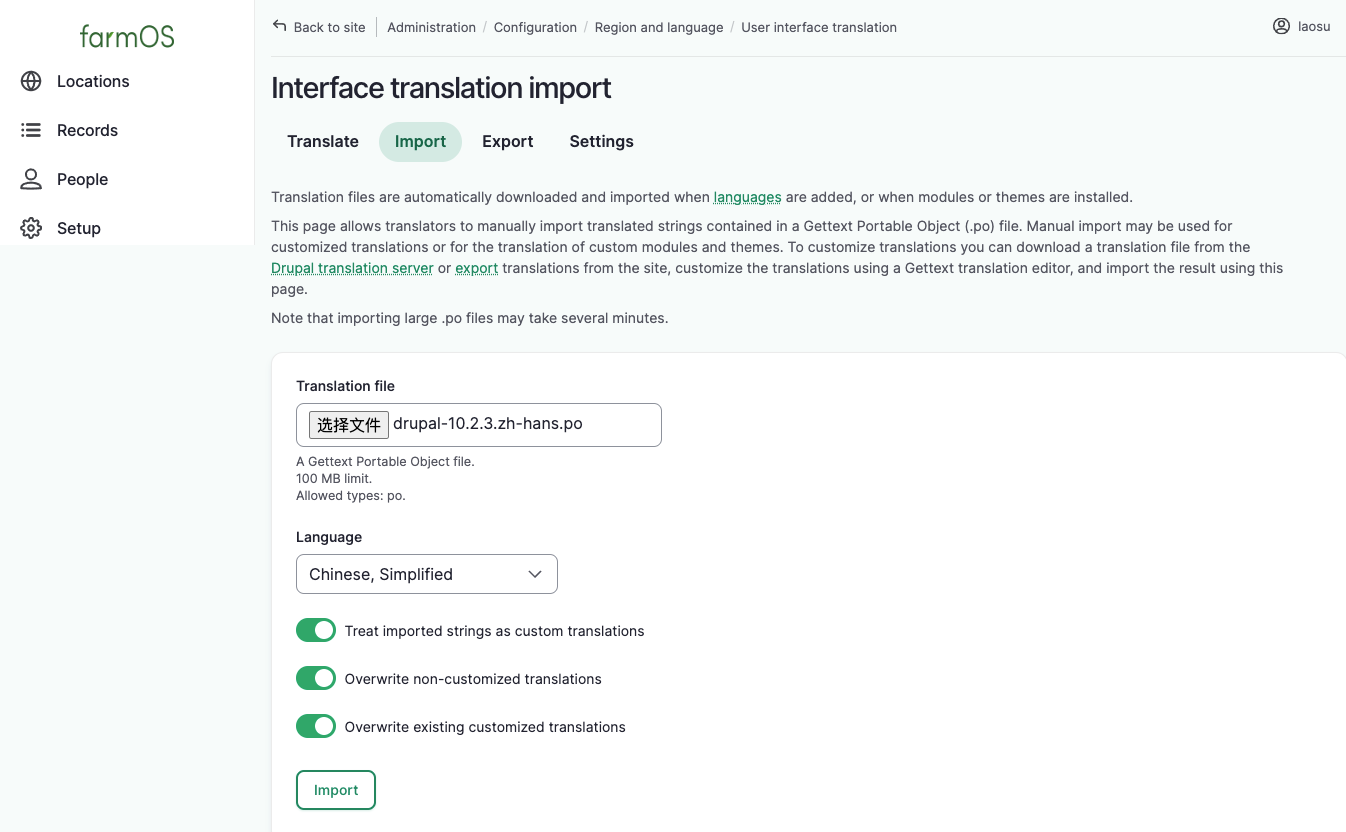 farmOS
Locations
Records
People
Setup
Back to site
Administration / Configuration / Region and language / User interface translation
laosu
Interface translation import
Translate
Import
Export
Settings
Translation files are automatically downloaded and imported when languages are added, or when modules or themes are installed.
This page allows translators to manually import translated strings contained in a Gettext Portable Object (.po) file. Manual import may be used for
customized translations or for the translation of custom modules and themes. To customize translations you can download a translation file from the
Drupal translation server or export translations from the site, customize the translations using a Gettext translation editor, and import the result using this
page.
Note that importing large .po files may take several minutes.
Translation file
选择文件 drupal-10.2.3.zh-hans.po
A Gettext Portable Object file.
100 MB limit.
Allowed types: po.
Language
Chinese, Simplified
Treat imported strings as custom translations
Overwrite non-customized translations
Overwrite existing customized translations
Import